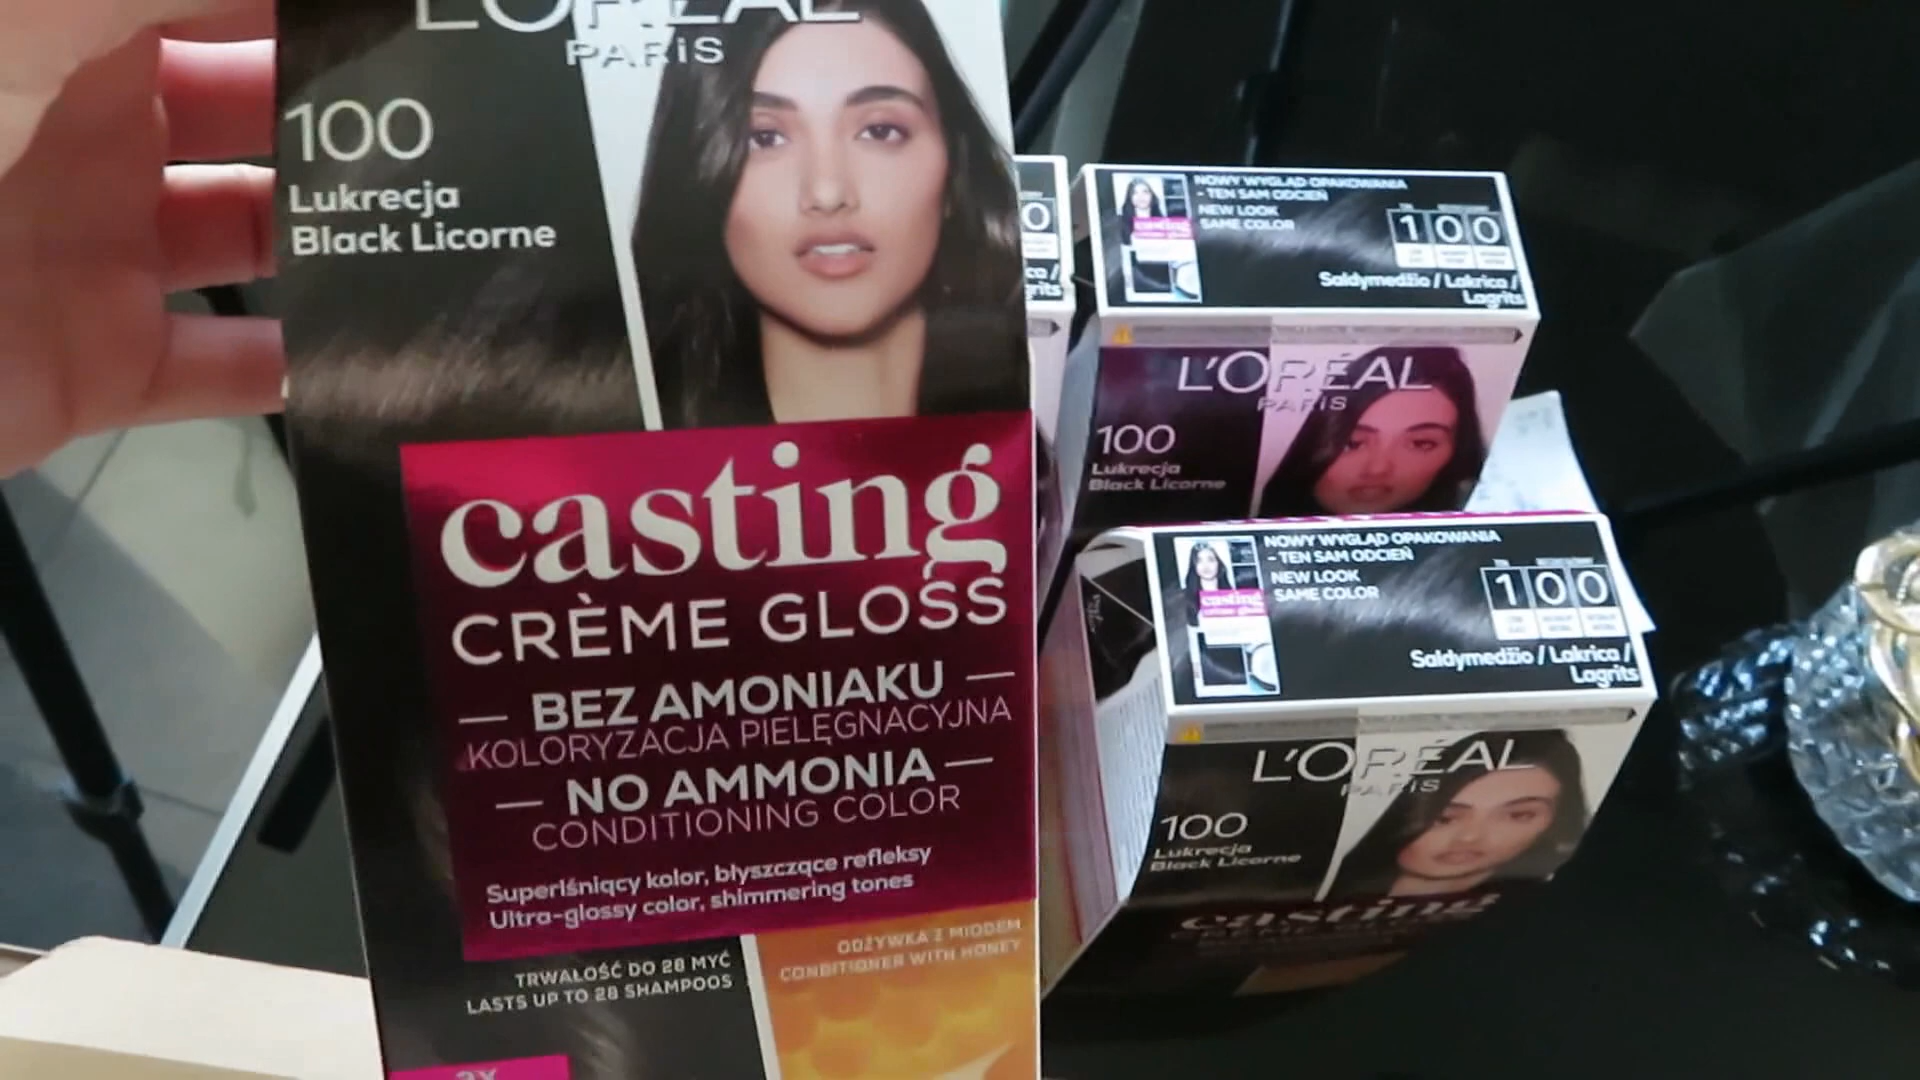 L'ORÉAL
PARIS
100
Lukrecja
Black Licorne
casting
CRÈME GLOSS
— BEZ AMONIAKU —
KOLORYZACJA PIELĘGNACYJNA
— NO AMMONIA —
CONDITIONING COLOR
Superlśniący kolor, błyszczące refleksy
Ultra-glossy color, shimmering tones
TRWAŁOŚĆ DO 28 MYĆ
LASTS UP TO 28 SHAMPOOS
ODŻYWKA Z MIODEM
CONDITIONER WITH HONEY
0
NOWY WYGLĄD OPAKOWANIA
- TEN SAM ODCIEŃ
NEW LOOK
SAME COLOR
casting
100
Saldymedžio / Lakrica /
Lagrits
L'ORÉAL
PARIS
100
Lukrecja
Black Licorne
NOWY WYGLĄD OPAKOWANIA
- TEN SAM ODCIEŃ
NEW LOOK
SAME COLOR
casting
100
Saldymedžio / Lakrica /
Lagrits
L'ORÉAL
PARIS
100
Lukrecja
Black Licorne
casting